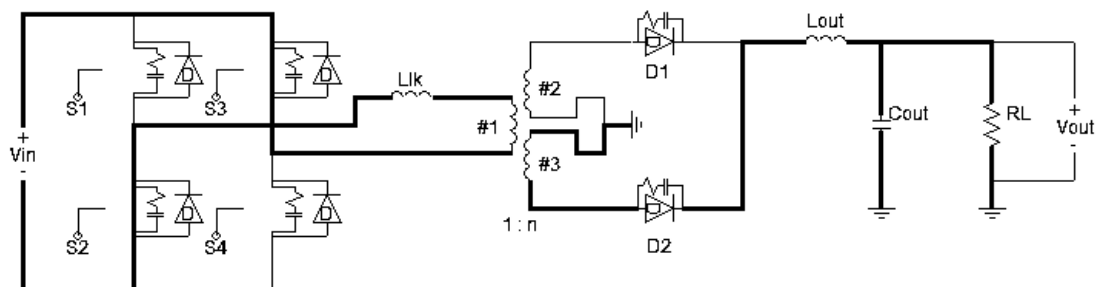 Lout
D1
Llk
#2
S1
S3
#1
Cout
RL
+
Vin
-
+
Vout
-
#3
S2
S4
1 : n
D2
D
D
D
D